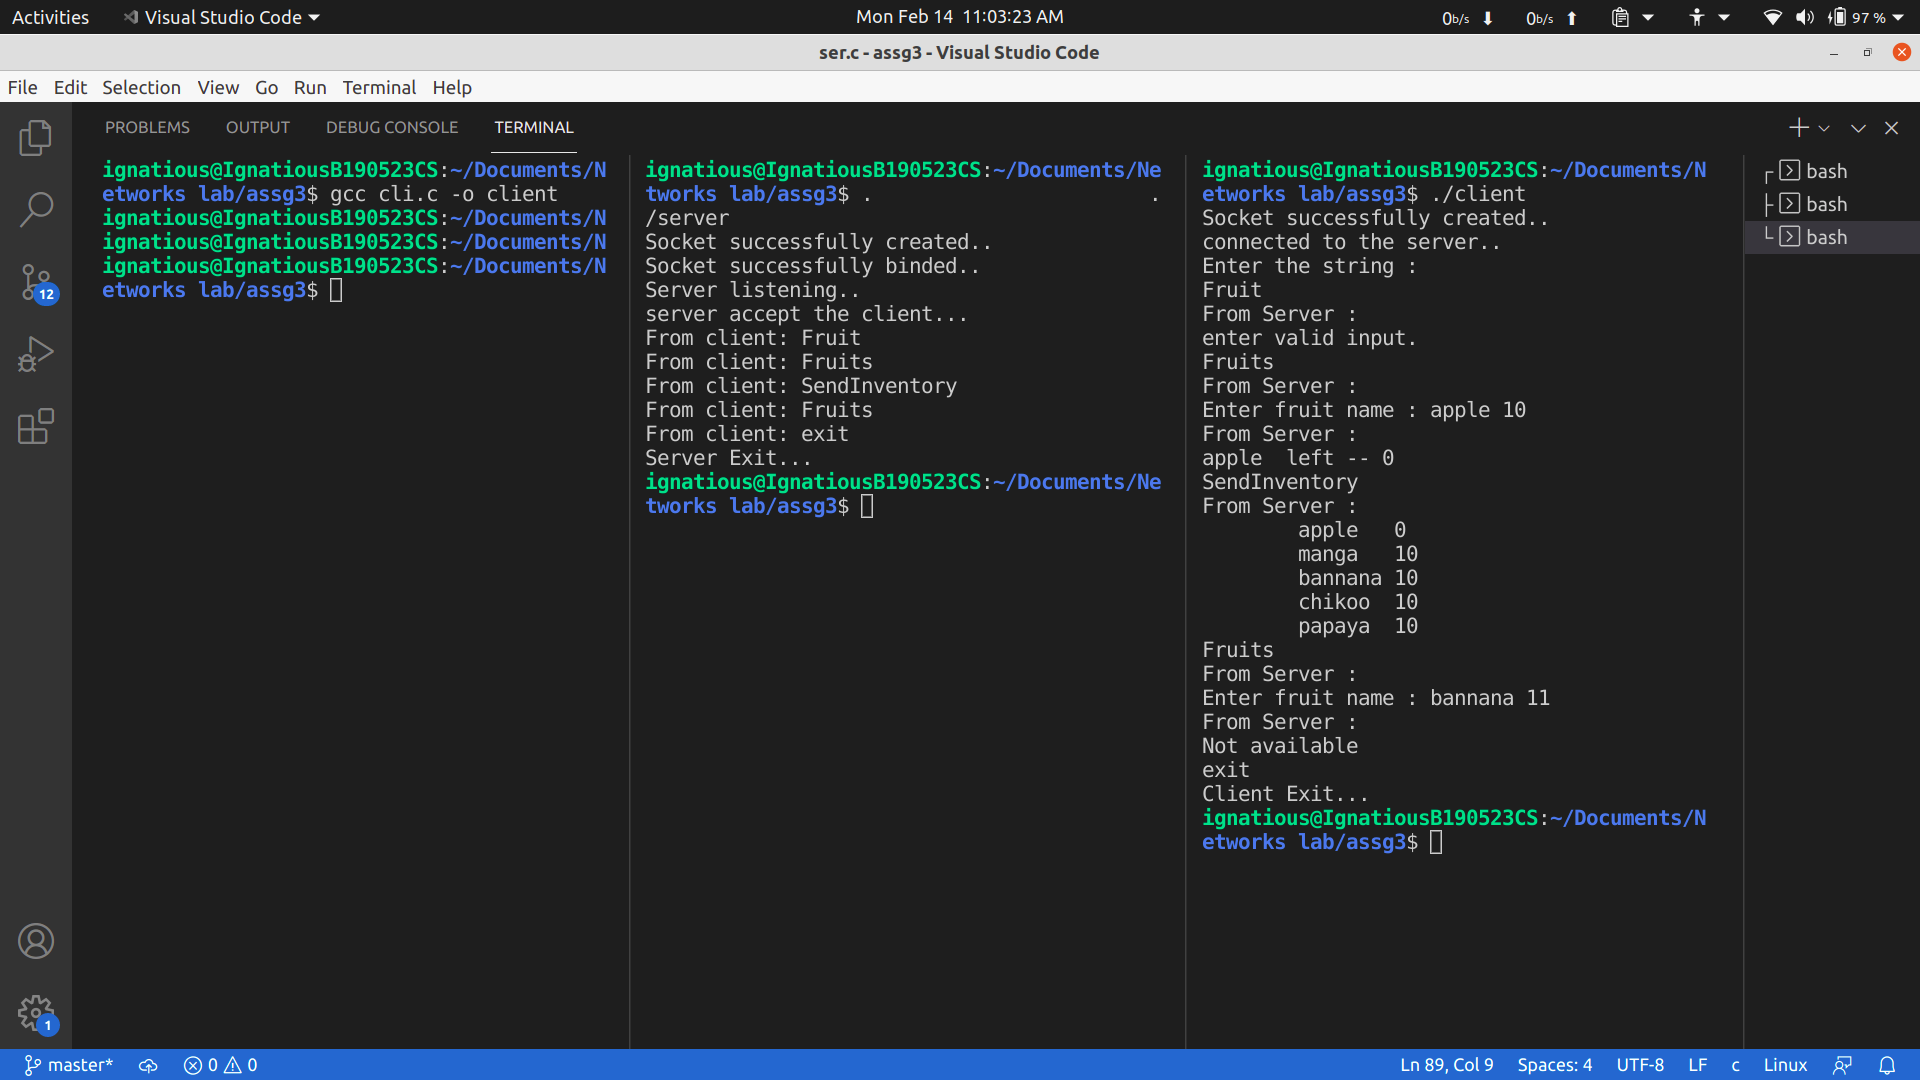 Activities Visual Studio Code Mon Feb 14 11:03:23 AM 0b/s 0b/s 97 %
ser.c - assg3 - Visual Studio Code
File Edit Selection View Go Run Terminal Help
PROBLEMS OUTPUT DEBUG CONSOLE TERMINAL
ignatious@IgnatiousB190523CS:~/Documents/N
etworks lab/assg3$ gcc cli.c -o client
ignatious@IgnatiousB190523CS:~/Documents/N
ignatious@IgnatiousB190523CS:~/Documents/N
ignatious@IgnatiousB190523CS:~/Documents/N
etworks lab/assg3$
ignatious@IgnatiousB190523CS:~/Documents/Ne
tworks lab/assg3$ . .
/server
Socket successfully created..
Socket successfully binded..
Server listening..
server accept the client...
From client: Fruit
From client: Fruits
From client: SendInventory
From client: Fruits
From client: exit
Server Exit...
ignatious@IgnatiousB190523CS:~/Documents/Ne
tworks lab/assg3$
ignatious@IgnatiousB190523CS:~/Documents/N
etworks lab/assg3$ ./client
Socket successfully created..
connected to the server..
Enter the string :
Fruit
From Server :
enter valid input.
Fruits
From Server :
Enter fruit name : apple 10
From Server :
apple  left -- 0
SendInventory
From Server :
apple 0
manga 10
bannana 10
chikoo 10
papaya 10
Fruits
From Server :
Enter fruit name : bannana 11
From Server :
Not available
exit
Client Exit...
ignatious@IgnatiousB190523CS:~/Documents/N
etworks lab/assg3$
bash
bash
bash
12
1
master* 0 0 Ln 89, Col 9 Spaces: 4 UTF-8 LF c Linux